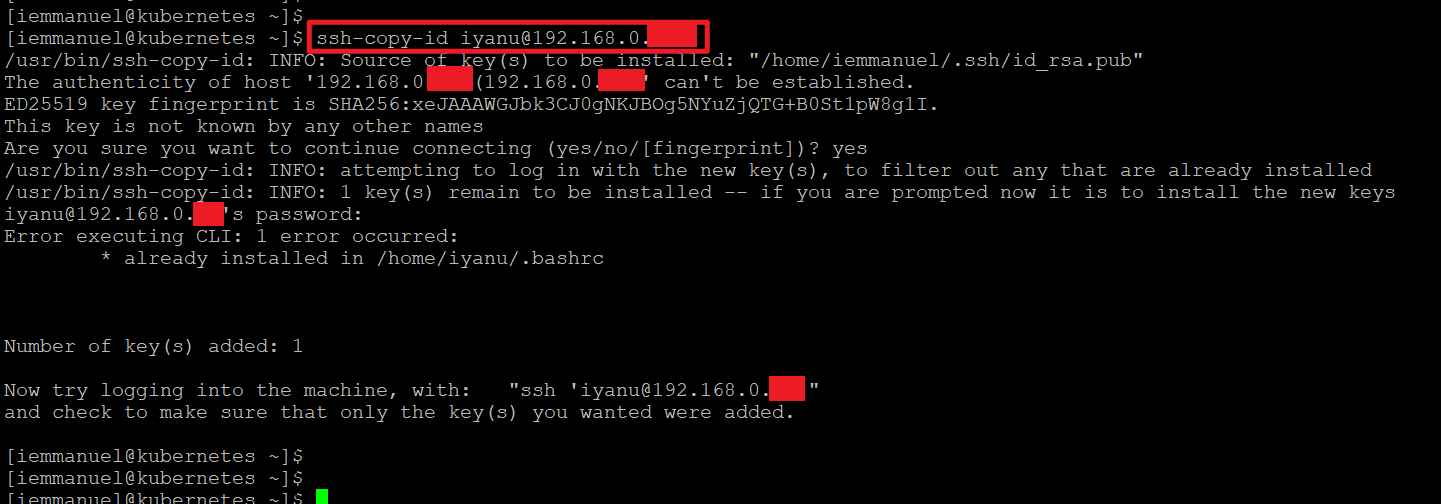 [iemmanuel@kubernetes ~]$
[iemmanuel@kubernetes ~]$ ssh-copy-id iyanu@192.168.0.
/usr/bin/ssh-copy-id: INFO: Source of key(s) to be installed: "/home/iemmanuel/.ssh/id_rsa.pub"
The authenticity of host '192.168.0 (192.168.0. ' can't be established.
ED25519 key fingerprint is SHA256:xeJAAAWGJbk3CJ0gNKJBOg5NYuZjQTG+B0St1pW8g1I.
This key is not known by any other names
Are you sure you want to continue connecting (yes/no/[fingerprint])? yes
/usr/bin/ssh-copy-id: INFO: attempting to log in with the new key(s), to filter out any that are already installed
/usr/bin/ssh-copy-id: INFO: 1 key(s) remain to be installed -- if you are prompted now it is to install the new keys
iyanu@192.168.0. 's password:
Error executing CLI: 1 error occurred:
* already installed in /home/iyanu/.bashrc
Number of key(s) added: 1
Now try logging into the machine, with: "ssh 'iyanu@192.168.0. "
and check to make sure that only the key(s) you wanted were added.
[iemmanuel@kubernetes ~]$
[iemmanuel@kubernetes ~]$
[iemmanuel@kubernetes ~]$